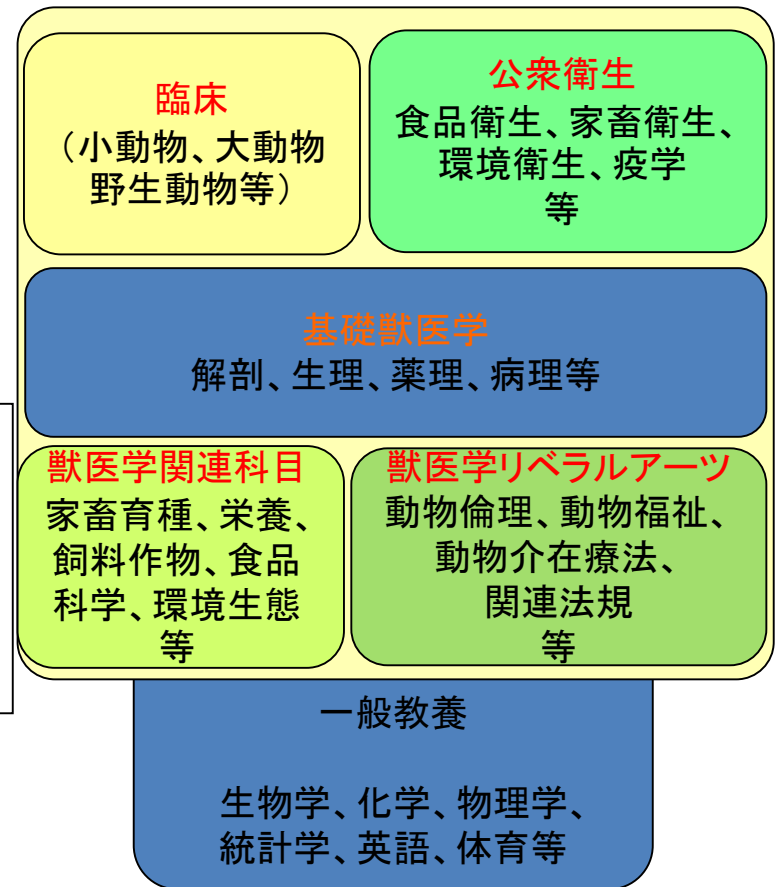 臨床
（小動物、大動物
野生動物等）
公衆衛生
食品衛生、家畜衛生、
環境衛生、疫学
等
基礎獣医学
解剖、生理、薬理、病理等
獣医学関連科目
家畜育種、栄養、
飼料作物、食品
科学、環境生態
等
獣医学リベラルアーツ
動物倫理、動物福祉、
動物介在療法、
関連法規
等
一般教養
生物学、化学、物理学、
統計学、英語、体育等